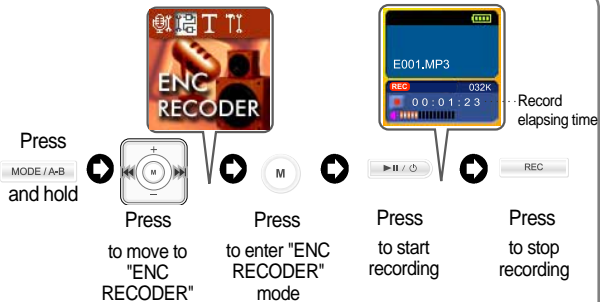 T
ENC
RECODER
E001.MP3
REC 032K
00:01:23
Record
elapsing time
Press
MODE / A-B
and hold
+
M
−
Press
to move to
"ENC
RECODER"
M
Press
to enter "ENC
RECODER"
mode
Press
to start
recording
REC
Press
to stop
recording